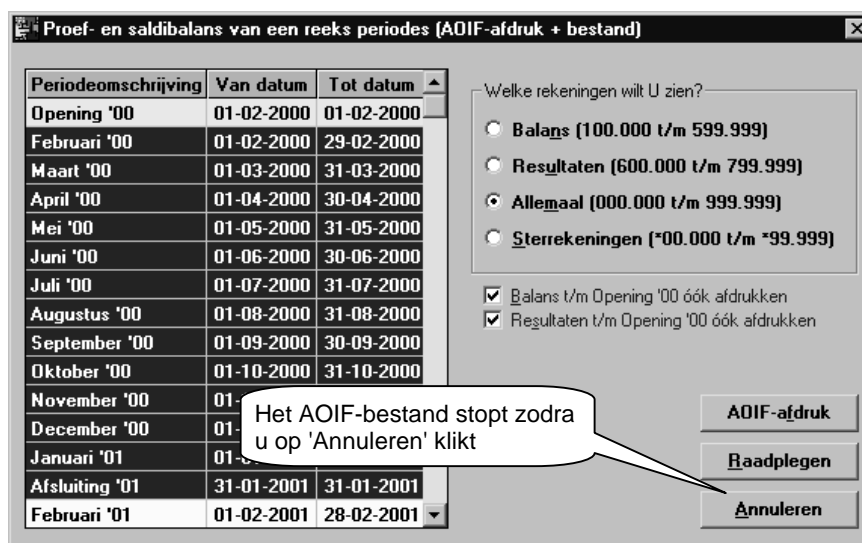 Proef- en saldibalans van een reeks periodes (AOIF-afdruk + bestand)
Periodeomschrijving Van datum Tot datum
Opening '00 01-02-2000 01-02-2000
Februari '00 01-02-2000 29-02-2000
Maart '00 01-03-2000 31-03-2000
April '00 01-04-2000 30-04-2000
Mei '00 01-05-2000 31-05-2000
Juni '00 01-06-2000 30-06-2000
Juli '00 01-07-2000 31-07-2000
Augustus '00 01-08-2000 31-08-2000
September '00 01-09-2000 30-09-2000
Oktober '00 01-10-2000 31-10-2000
November '00 01-
December '00 01-
Januari '01 01-
Afsluiting '01 31-01-2001 31-01-2001
Februari '01 01-02-2001 28-02-2001
Welke rekeningen wilt U zien?
Balans (100.000 t/m 599.999)
Resultaten (600.000 t/m 799.999)
Allemaal (000.000 t/m 999.999)
Sterrekeningen (*00.000 t/m *99.999)
Balans t/m Opening '00 óók afdrukken
Resultaten t/m Opening '00 óók afdrukken
Het AOIF-bestand stopt zodra
u op 'Annuleren' klikt
AOIF-afdruk
Raadplegen
Annuleren